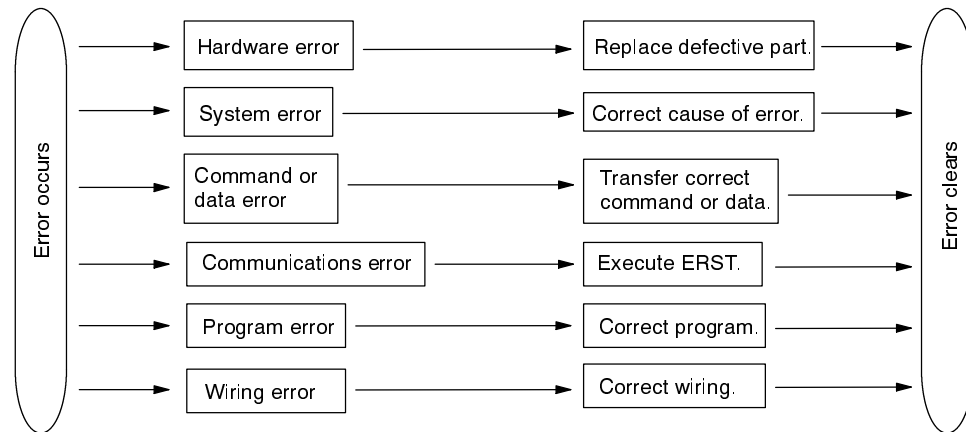 Error occurs
Hardware error
Replace defective part.
System error
Correct cause of error.
Command or
data error
Transfer correct
command or data.
Communications error
Execute ERST.
Program error
Correct program.
Wiring error
Correct wiring.
Error clears